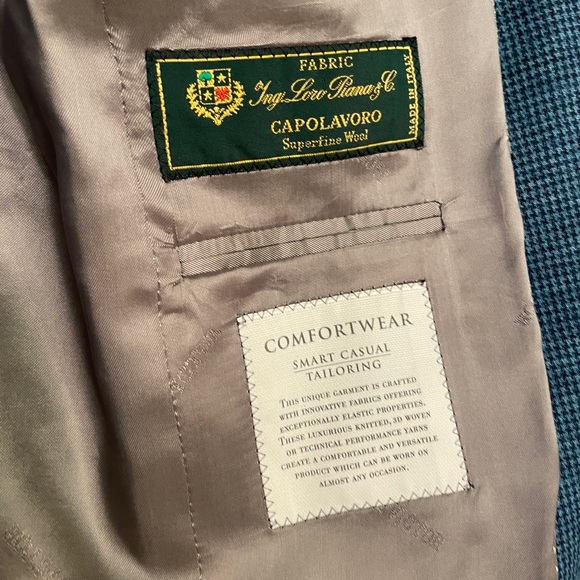 FABRIC
Ing. Loro Piana & C.
CAPOLAVORO
Superfine Wool
MADE IN ITALY
COMFORTWEAR
SMART CASUAL
TAILORING
THIS UNIQUE GARMENT IS CRAFTED
WITH INNOVATIVE FABRICS OFFERING
EXCEPTIONALLY ELASTIC PROPERTIES.
THESE LUXURIOUS KNITTED, 3D WOVEN
OR TECHNICAL PERFORMANCE YARNS
CREATE A COMFORTABLE AND VERSATILE
PRODUCT WHICH CAN BE WORN ON
ALMOST ANY OCCASION.